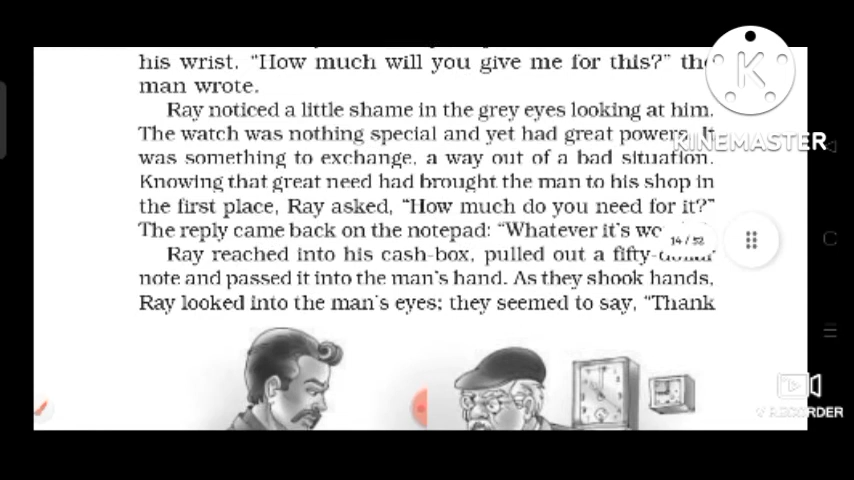 his wrist. “How much will you give me for this?” the
man wrote.
Ray noticed a little shame in the grey eyes looking at him.
The watch was nothing special and yet had great powers. It
was something to exchange, a way out of a bad situation.
Knowing that great need had brought the man to his shop in
the first place, Ray asked, “How much do you need for it?”
The reply came back on the notepad: “Whatever it's
Ray reached into his cash-box, pulled out a fifty-dollar
note and passed it into the man's hand. As they shook hands,
Ray looked into the man's eyes; they seemed to say, “Thank
K
KINEMASTER
14 / 52
RECORDER